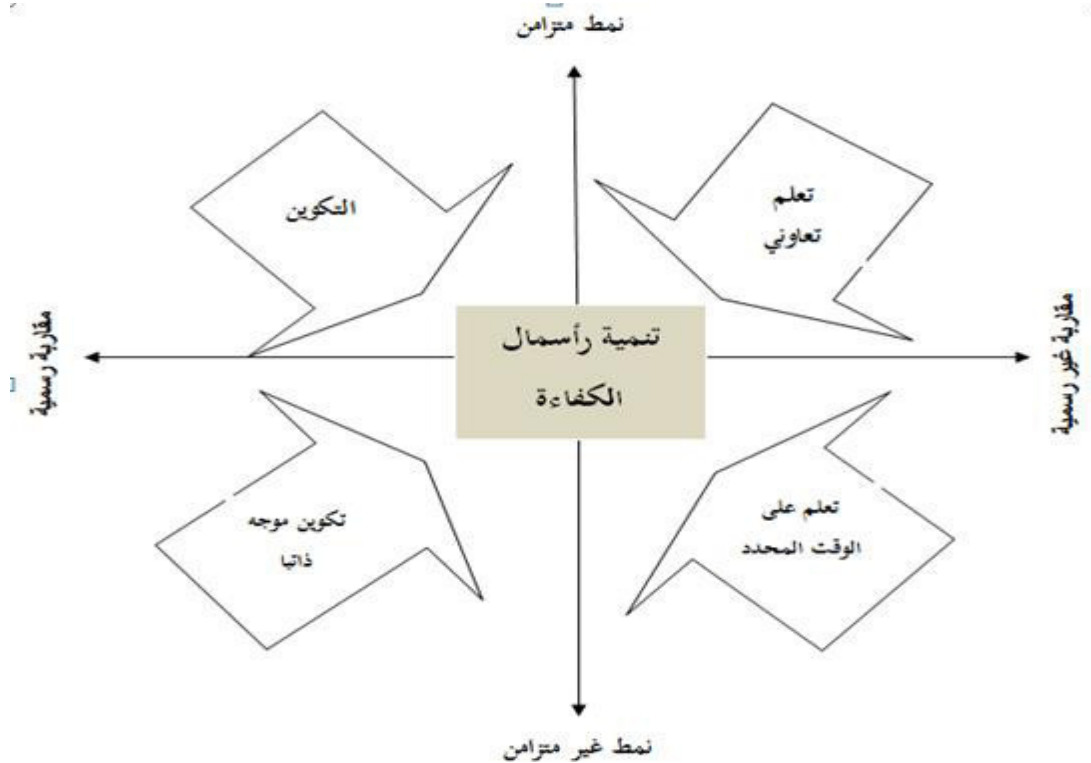 نمط متزامن
تعلم
تعاوني
التكوين
مقاربة غير رسمية
تنمية رأسمال
الكفاءة
مقاربة رسمية
تعلم على
الوقت المحدد
تكوين موجه
ذاتيا
نمط غير متزامن